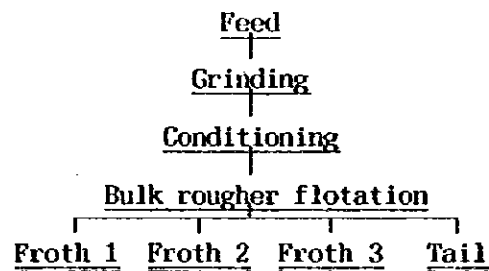 Feed
Grinding
Conditioning
Bulk rougher flotation
Froth 1 Froth 2 Froth 3 Tail